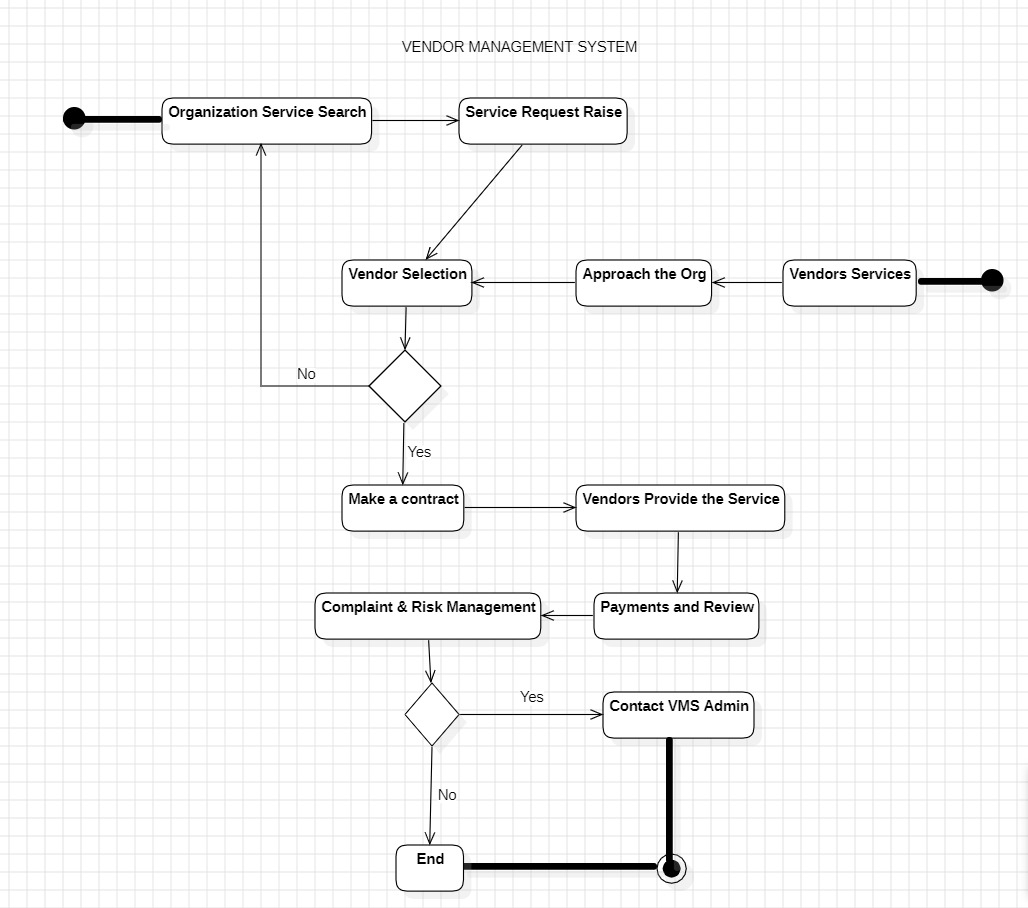 VENDOR MANAGEMENT SYSTEM
Organization Service Search
Service Request Raise
Vendor Selection
Approach the Org
Vendors Services
No
Yes
Make a contract
Vendors Provide the Service
Complaint & Risk Management
Payments and Review
Yes
Contact VMS Admin
No
End